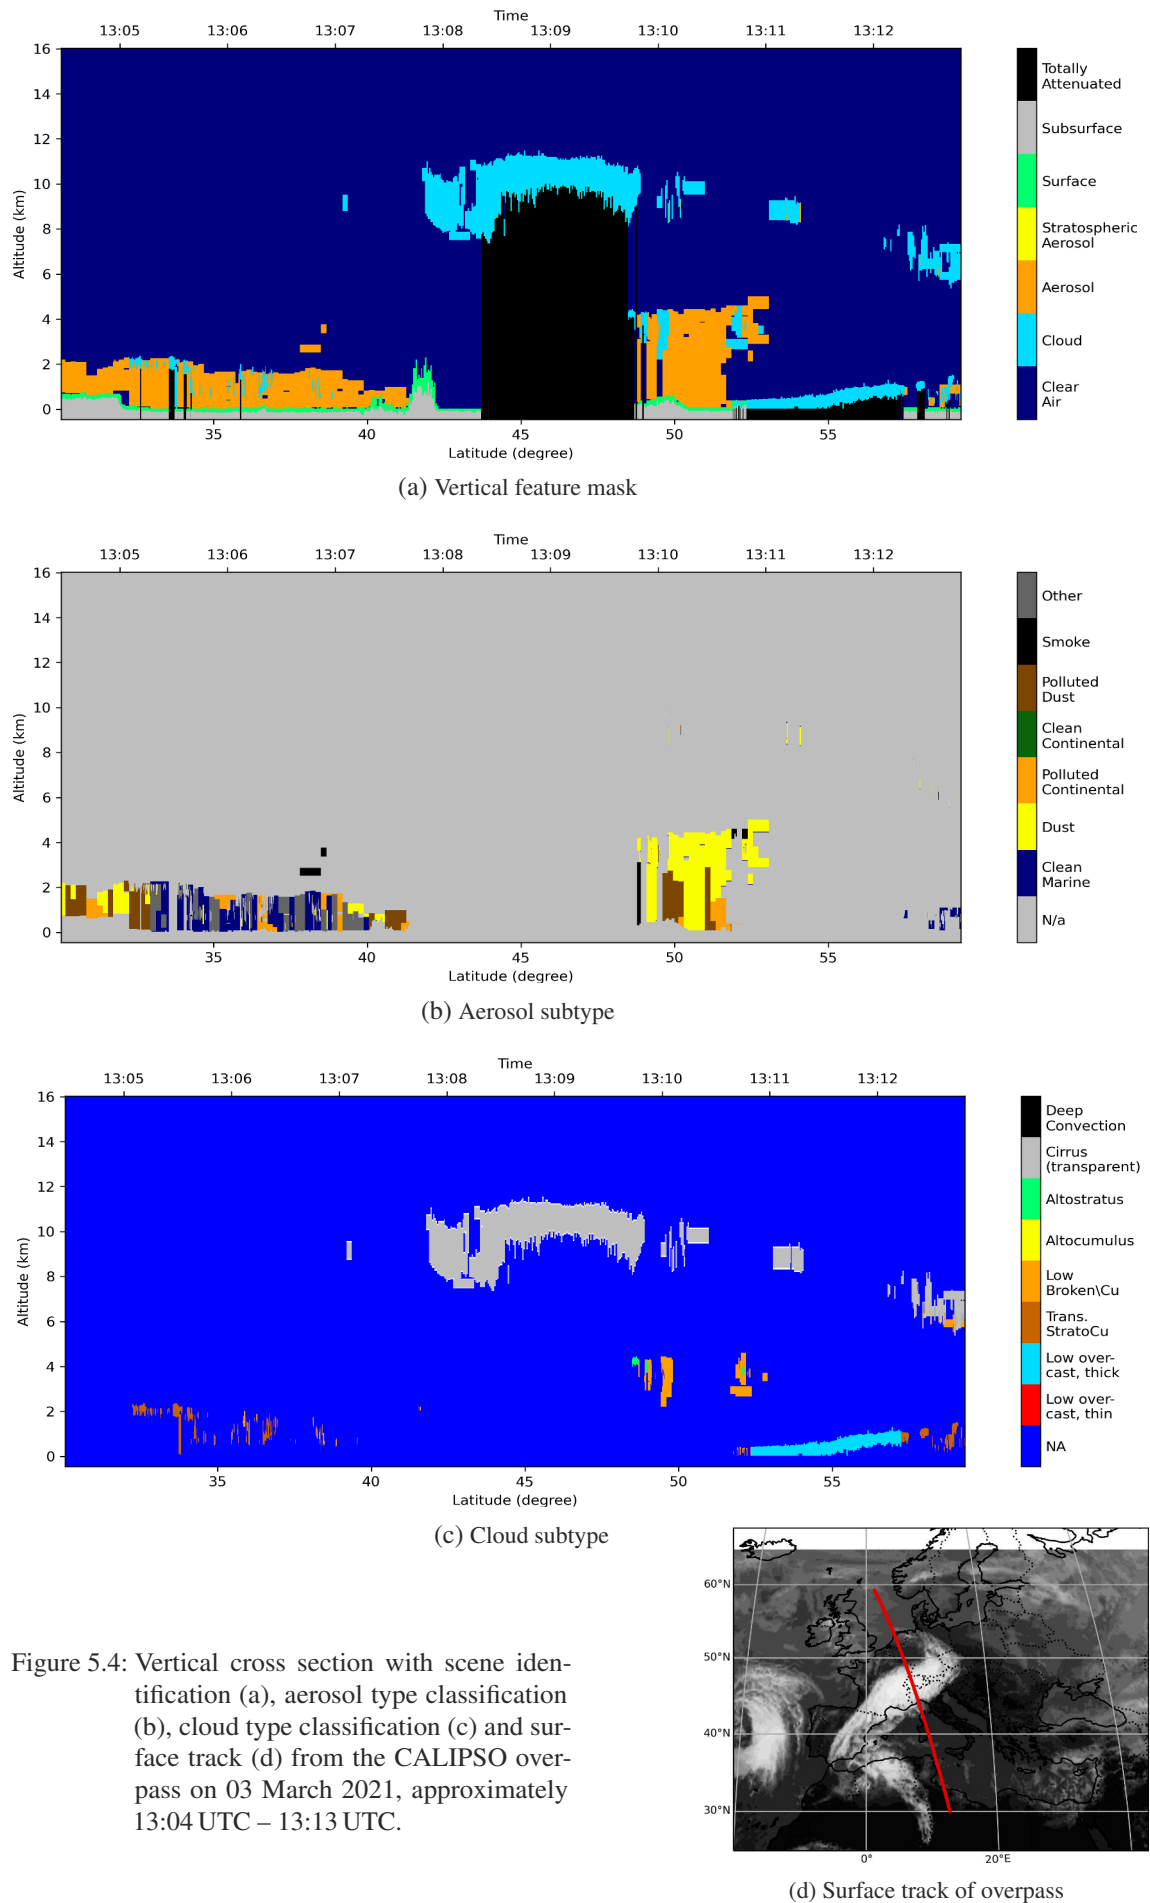 Time
13:05 13:06 13:07 13:08 13:09 13:10 13:11 13:12
16
14
12
10
8
6
4
2
0
Altitude (km)
35 40 45 50 55
Latitude (degree)
Totally
Attenuated
Subsurface
Surface
Stratospheric
Aerosol
Aerosol
Cloud
Clear
Air
(a) Vertical feature mask
Time
13:05 13:06 13:07 13:08 13:09 13:10 13:11 13:12
16
14
12
10
8
6
4
2
0
Altitude (km)
35 40 45 50 55
Latitude (degree)
Other
Smoke
Polluted
Dust
Clean
Continental
Polluted
Continental
Dust
Clean
Marine
N/a
(b) Aerosol subtype
Time
13:05 13:06 13:07 13:08 13:09 13:10 13:11 13:12
16
14
12
10
8
6
4
2
0
Altitude (km)
35 40 45 50 55
Latitude (degree)
Deep
Convection
Cirrus
(transparent)
Altostratus
Altocumulus
Low
Broken\Cu
Trans.
StratoCu
Low over-
cast, thick
Low over-
cast, thin
NA
(c) Cloud subtype
Figure 5.4: Vertical cross section with scene iden-
tification (a), aerosol type classification
(b), cloud type classification (c) and sur-
face track (d) from the CALIPSO over-
pass on 03 March 2021, approximately
13:04 UTC – 13:13 UTC.
60°N
50°N
40°N
30°N
0° 20°E
(d) Surface track of overpass